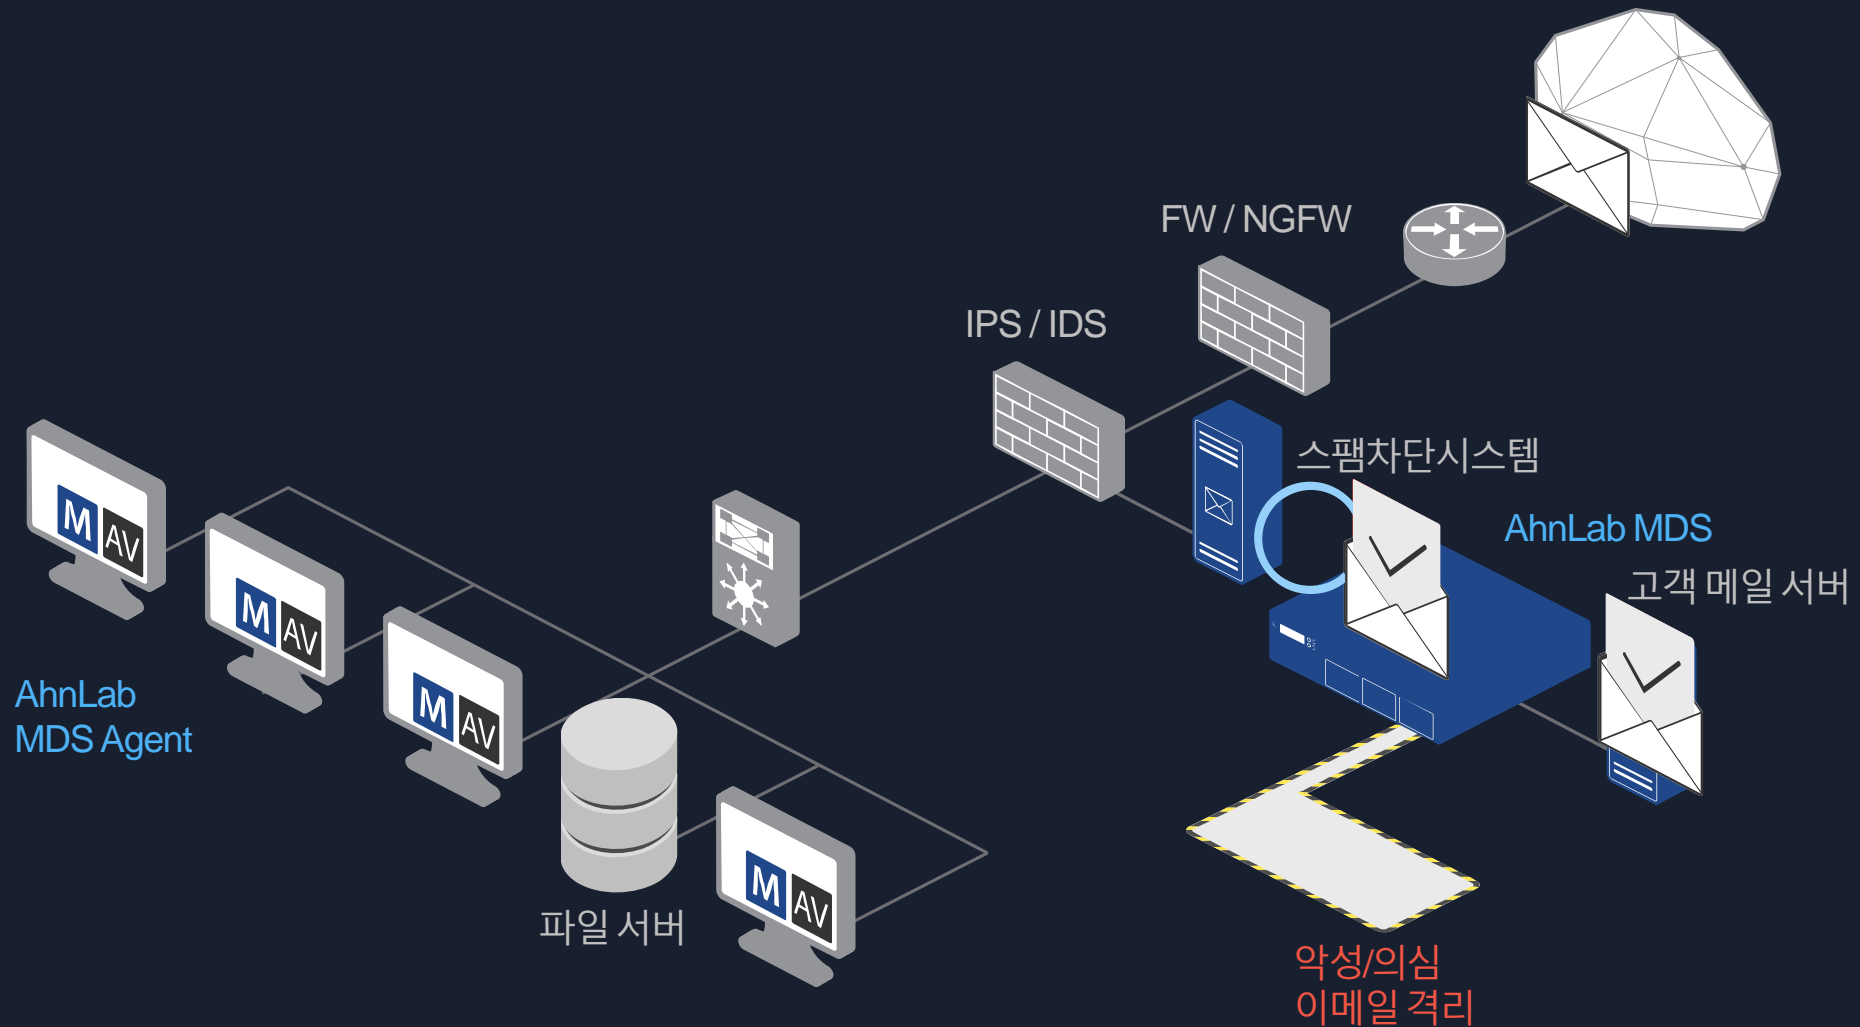 FW / NGFW
IPS / IDS
스팸차단시스템
AhnLab MDS
고객 메일 서버
M AV
M AV
M AV
AhnLab
MDS Agent
M AV
파일 서버
악성/의심
이메일 격리